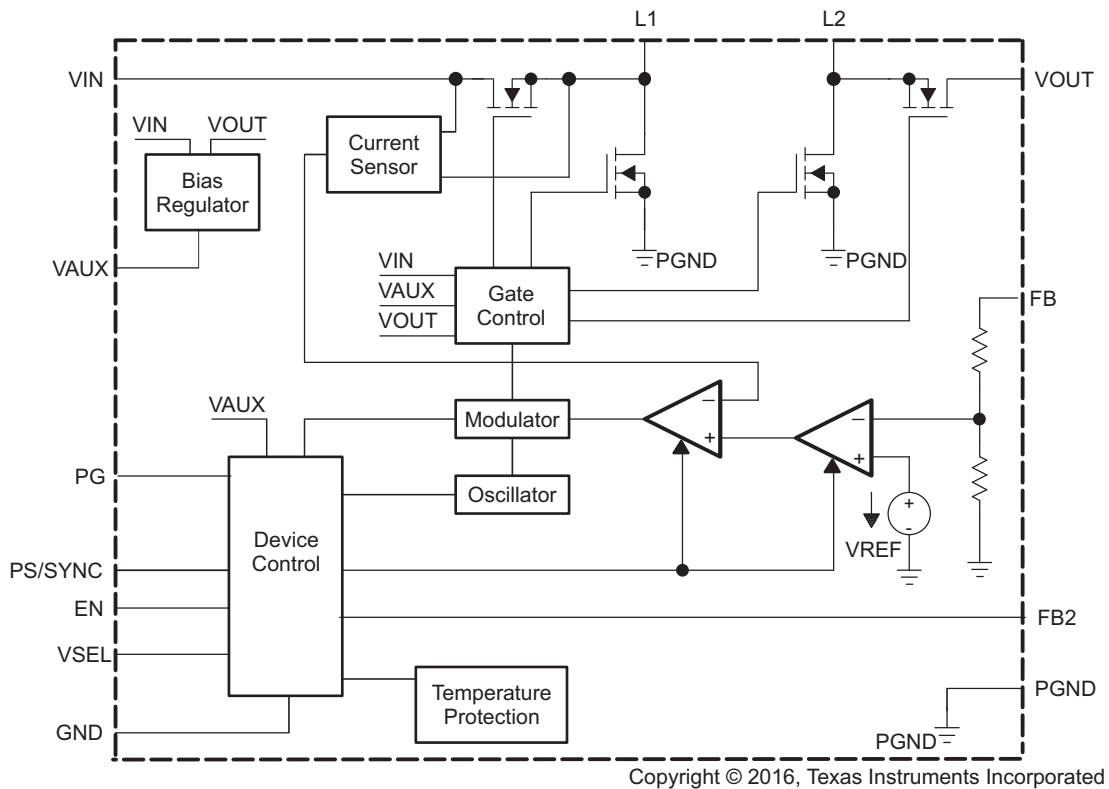 L1
L2
VIN
VOUT
VIN
VOUT
Current
Sensor
Bias
Regulator
VAUX
PGND
PGND
VIN
VAUX
VOUT
Gate
Control
FB
VAUX
Modulator
−
+
−
+
PG
Oscillator
+
-
VREF
Device
Control
PS/SYNC
EN
FB2
VSEL
Temperature
Protection
PGND
GND
PGND
Copyright © 2016, Texas Instruments Incorporated